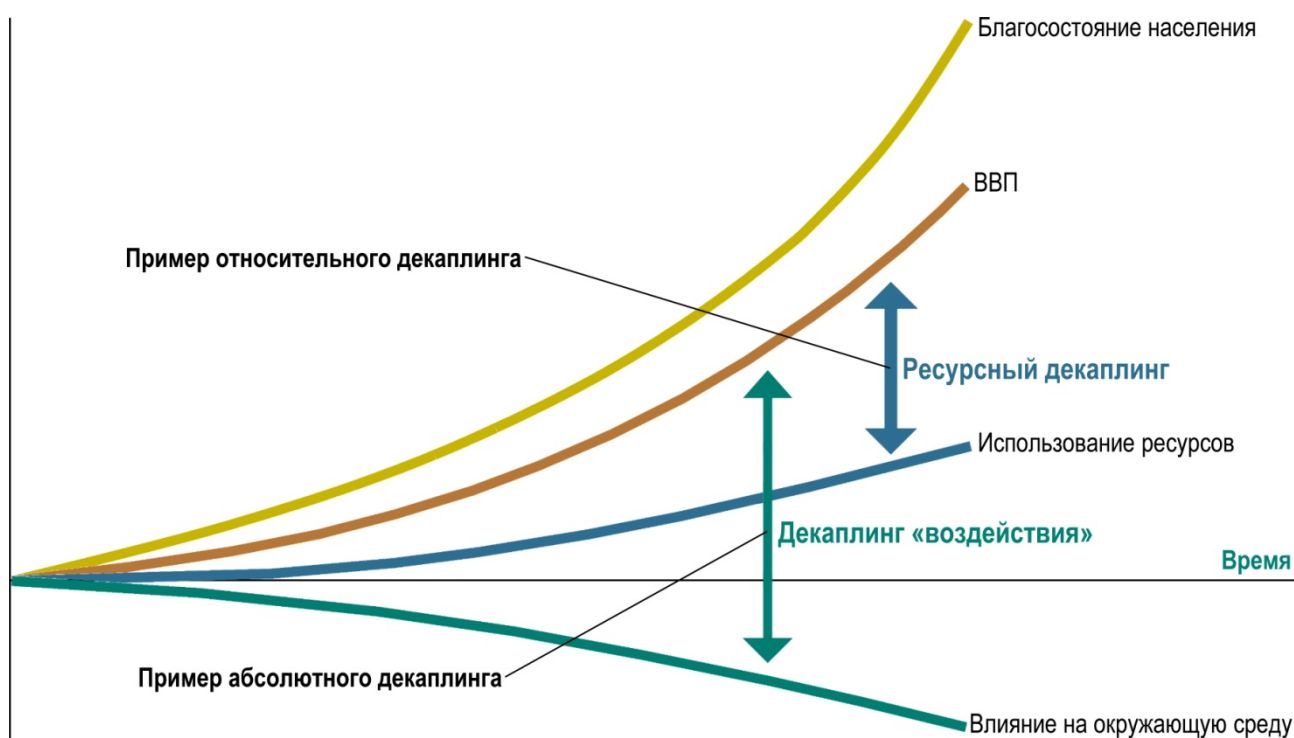 Благосостояние населения
ВВП
Пример относительного декаплинга
Ресурсный декаплинг
Использование ресурсов
Декаплинг «воздействия»
Время
Пример абсолютного декаплинга
Влияние на окружающую среду